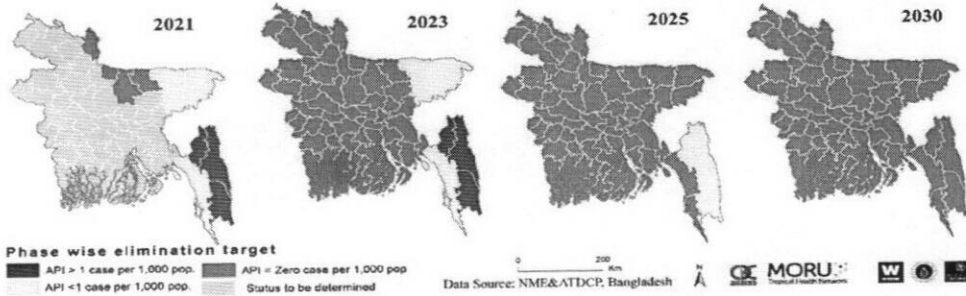 2021
2023
2025
2030
Phase wise elimination target
API > 1 case per 1,000 pop.
API = Zero case per 1,000 pop
API <1 case per 1,000 pop.
Status to be determined
0 200
Km
Data Source: NME&ATDCP, Bangladesh
N
MORU
Tropical Health Network
W